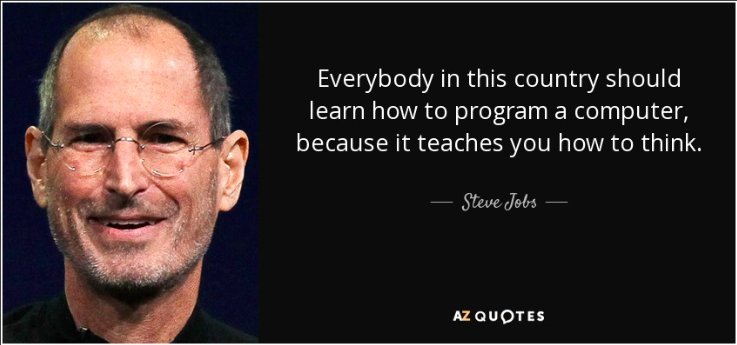 Everybody in this country should
learn how to program a computer,
because it teaches you how to think.
Steve Jobs
AZ QUOTES